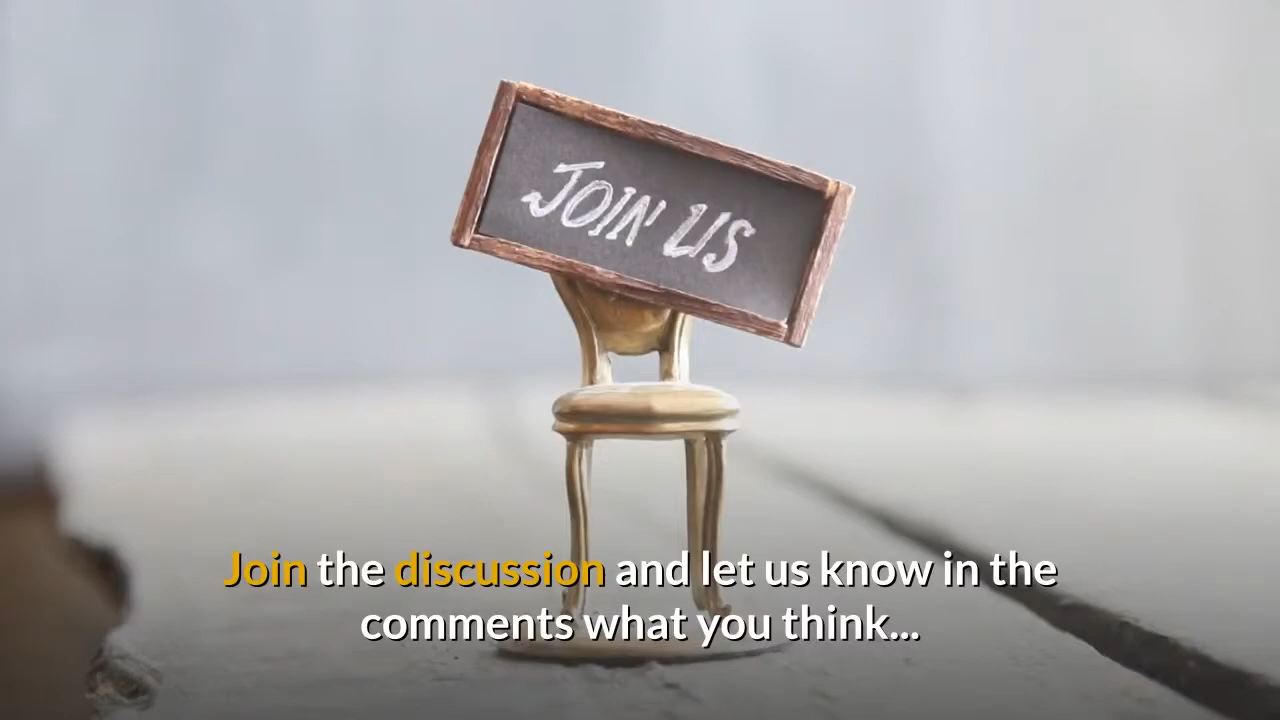 JOIN US
Join the discussion and let us know in the
comments what you think...